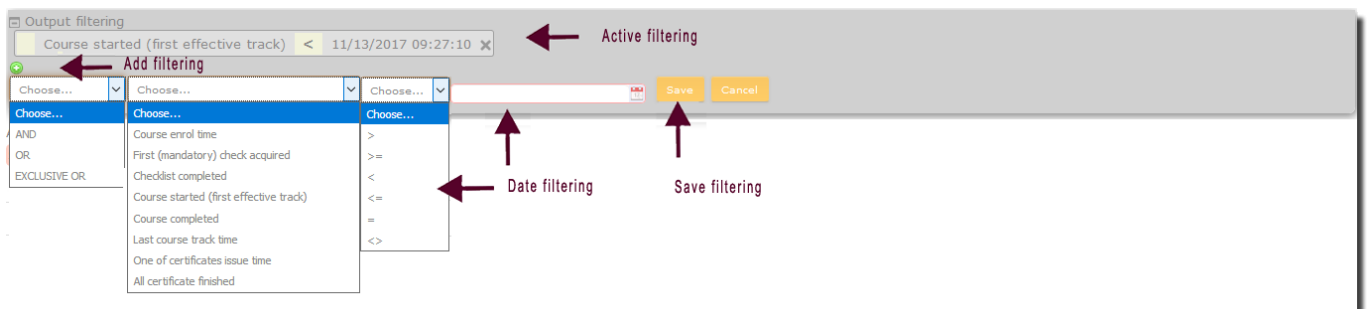 Output filtering
Course started (first effective track) < 11/13/2017 09:27:10 Active filtering
Add filtering
Choose... Choose... Choose... Save Cancel
Choose... Choose... Choose...
AND Course enrol time >
OR First (mandatory) check acquired >=
EXCLUSIVE OR Checklist completed <
Course started (first effective track) <= Date filtering Save filtering
Course completed =
Last course track time <>
One of certificates issue time
All certificate finished